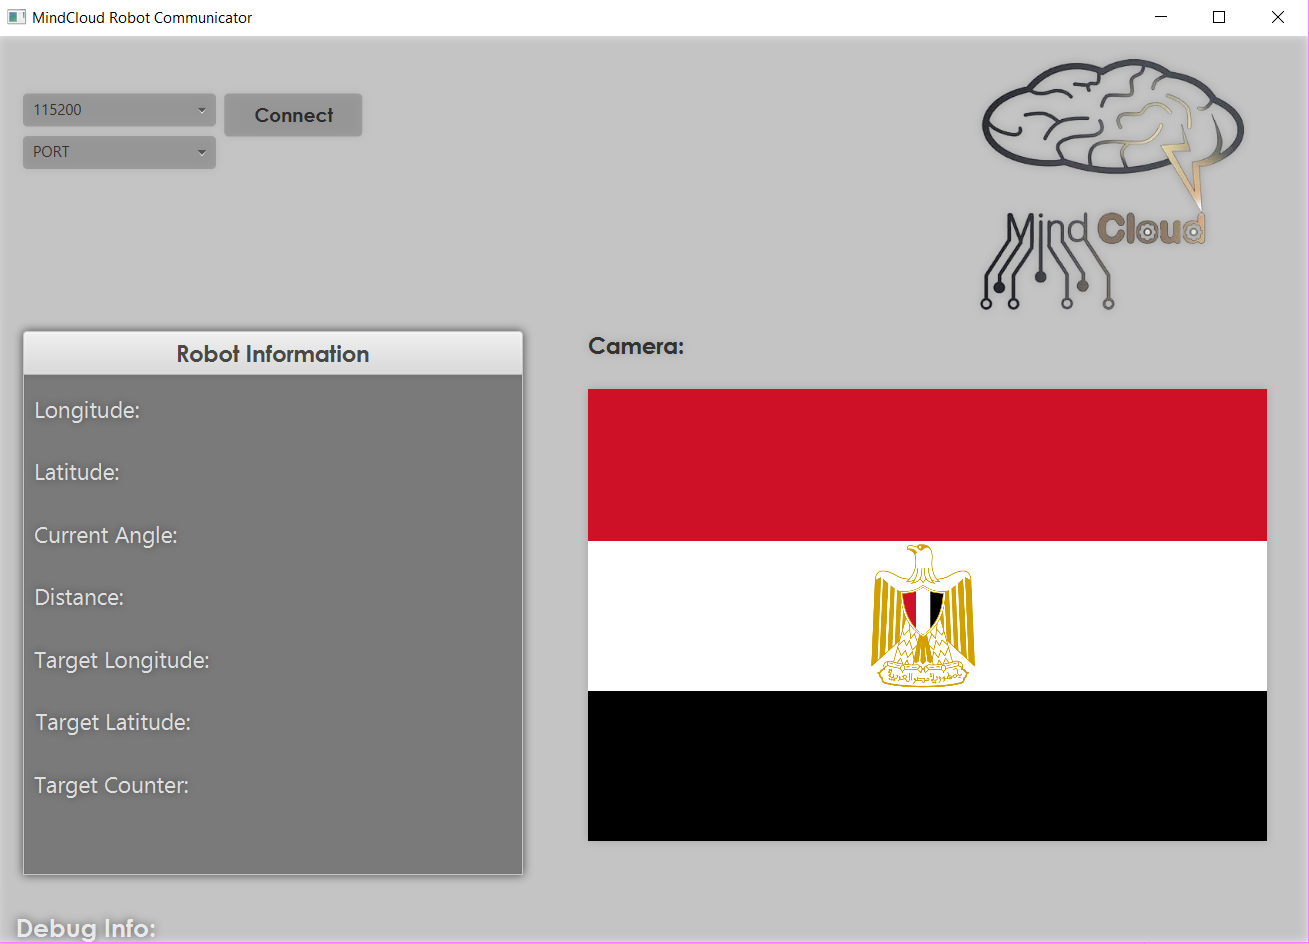 MindCloud Robot Communicator
115200
Connect
PORT
Mind Cloud
Robot Information
Longitude:
Latitude:
Current Angle:
Distance:
Target Longitude:
Target Latitude:
Target Counter:
Camera:
Debug Info: